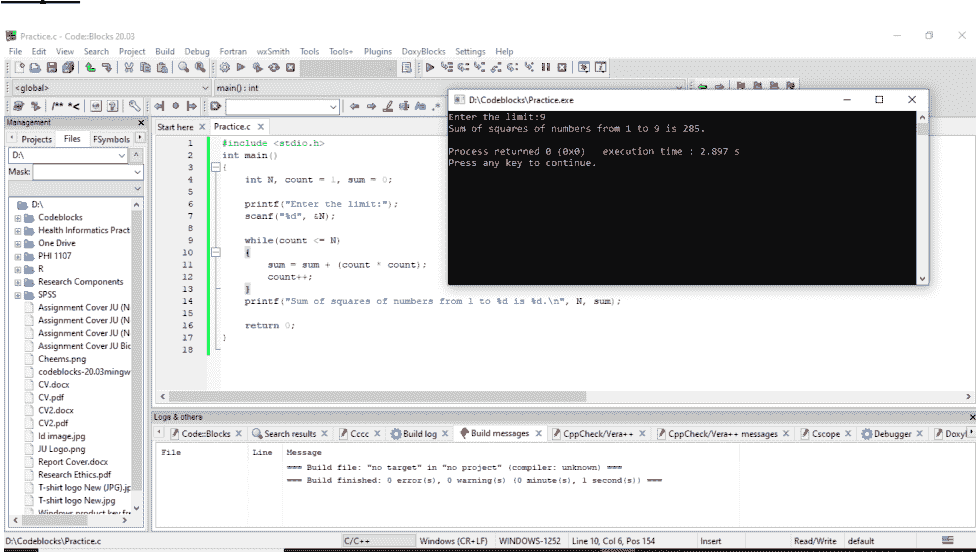 Practice.c - Code::Blocks 20.03
File Edit View Search Project Build Debug Fortran wxSmith Tools Tools+ Plugins DoxyBlocks Settings Help
<global>
main() : int
/** *<
Management
Projects Files FSymbols
D:\
Mask:
D:\
Codeblocks
Health Informatics Pract
One Drive
PHI 1107
R
Research Components
SPSS
Assignment Cover JU (N
Assignment Cover JU (N
Assignment Cover JU (N
Assignment Cover JU Bic
Cheems.png
codeblocks-20.03mingw
CV.docx
CV.pdf
CV2.docx
CV2.pdf
Id image.jpg
JU Logo.png
Report Cover.docx
Research Ethics.pdf
T-shirt logo New (JPG).jp
T-shirt logo New.jpg
Windows product key fr
Start here X Practice.c X
1 #include <stdio.h>
2 int main()
3 {
4 int N, count = 1, sum = 0;
5
6 printf("Enter the limit:");
7 scanf("%d", &N);
8
9 while(count <= N)
10 {
11 sum = sum + (count * count);
12 count++;
13 }
14 printf("Sum of squares of numbers from 1 to %d is %d.\n", N, sum);
15
16 return 0;
17 }
18
D:\Codeblocks\Practice.exe
Enter the limit:9
Sum of squares of numbers from 1 to 9 is 285.
Process returned 0 (0x0) execution time : 2.897 s
Press any key to continue.
Logs & others
Code::Blocks X Search results X Cccc X Build log X Build messages X CppCheck/Vera++ X CppCheck/Vera++ messages X Cscope X Debugger X Doxyl
File Line Message
=== Build file: "no target" in "no project" (compiler: unknown) ===
=== Build finished: 0 error(s), 0 warning(s) (0 minute(s), 1 second(s)) ===
D:\Codeblocks\Practice.c C/C++ Windows (CR+LF) WINDOWS-1252 Line 10, Col 6, Pos 154 Insert Read/Write default